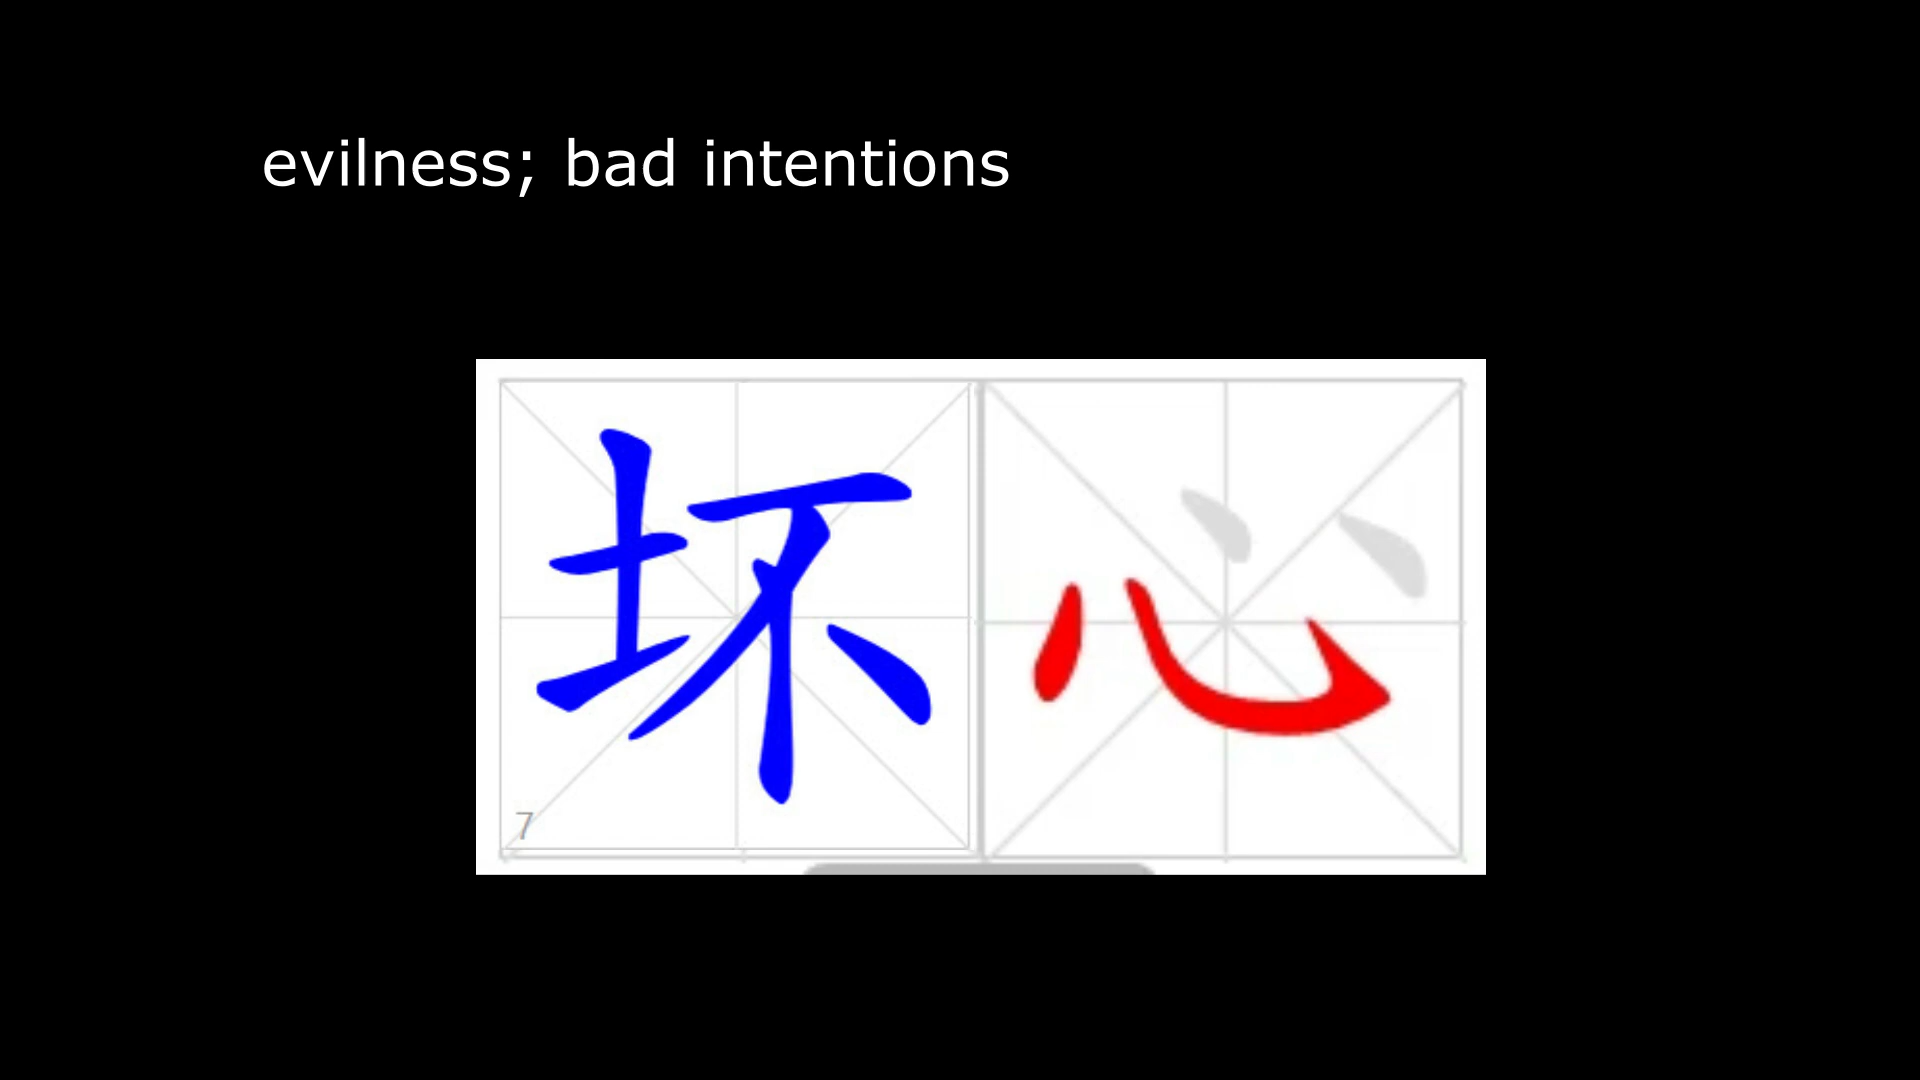 evilness; bad intentions
坏心
7